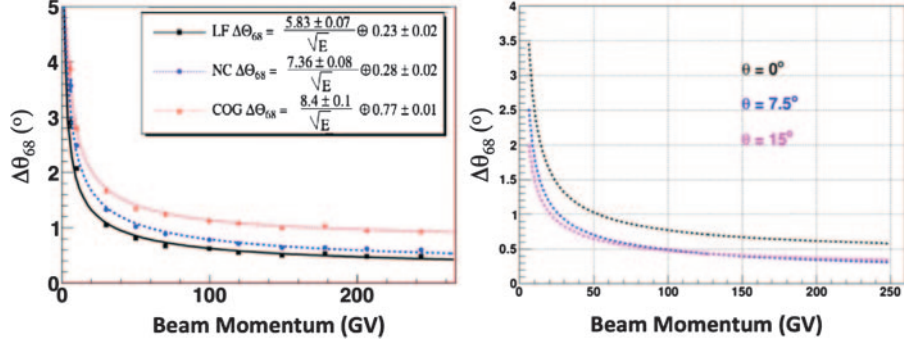 5
4
3
2
1
0
Δθ68 (o)
LF ΔΘ68 = 5.83 ± 0.07 / √E ⊕ 0.23 ± 0.02
NC ΔΘ68 = 7.36 ± 0.08 / √E ⊕ 0.28 ± 0.02
COG ΔΘ68 = 8.4 ± 0.1 / √E ⊕ 0.77 ± 0.01
0 100 200
Beam Momentum (GV)
4
3.5
3
2.5
2
1.5
1
0.5
0
Δθ68 (o)
θ = 0°
θ = 7.5°
θ = 15°
0 50 100 150 200 250
Beam Momentum (GV)